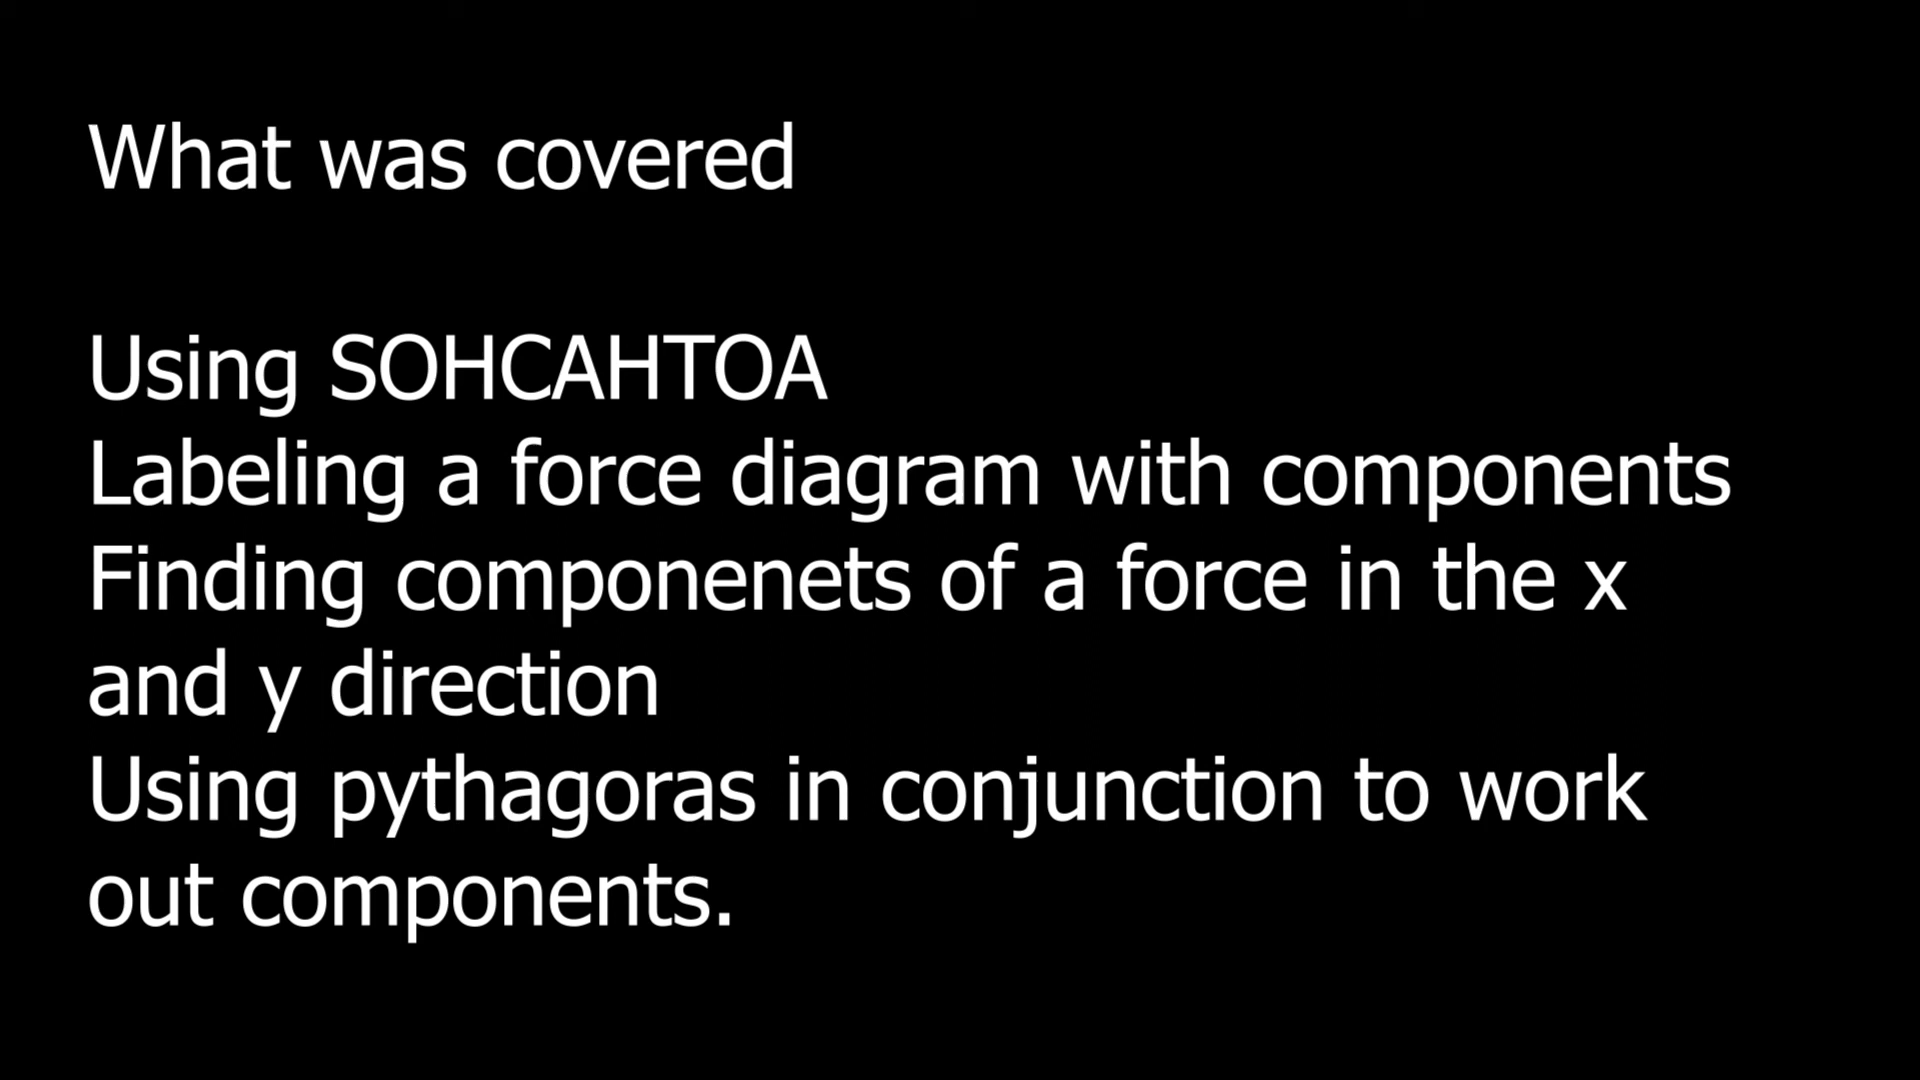 What was covered
Using SOHCAHTOA
Labeling a force diagram with components
Finding componenets of a force in the x
and y direction
Using pythagoras in conjunction to work
out components.